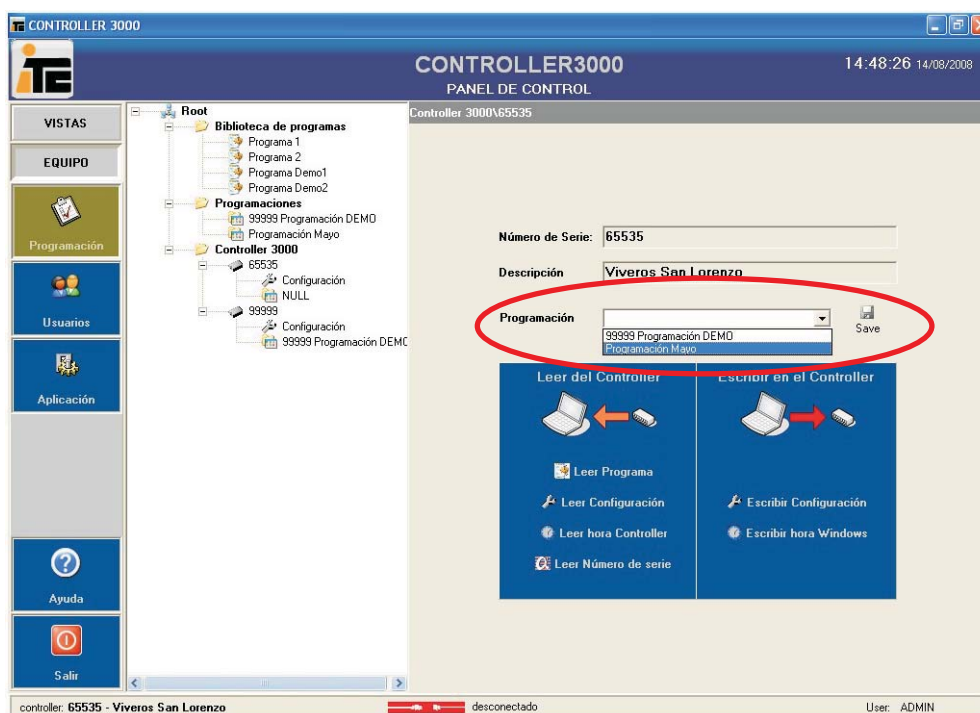 CONTROLLER 3000
iTE
CONTROLLER3000
PANEL DE CONTROL
14:48:26 14/08/2008
VISTAS
EQUIPO
Programación
Usuarios
Aplicación
Ayuda
Salir
Root
Biblioteca de programas
Programa 1
Programa 2
Programa Demo1
Programa Demo2
Programaciones
99999 Programación DEMO
Programación Mayo
Controller 3000
65535
Configuración
NULL
99999
Configuración
99999 Programación DEMC
Controller 3000\65535
Número de Serie: 65535
Descripción Viveros San Lorenzo
Programación
Save
99999 Programación DEMO
Programación Mayo
Leer del Controller
Leer Programa
Leer Configuración
Leer hora Controller
Leer Número de serie
Escribir en el Controller
Escribir Configuración
Escribir hora Windows
controller: 65535 - Viveros San Lorenzo
desconectado
User: ADMIN